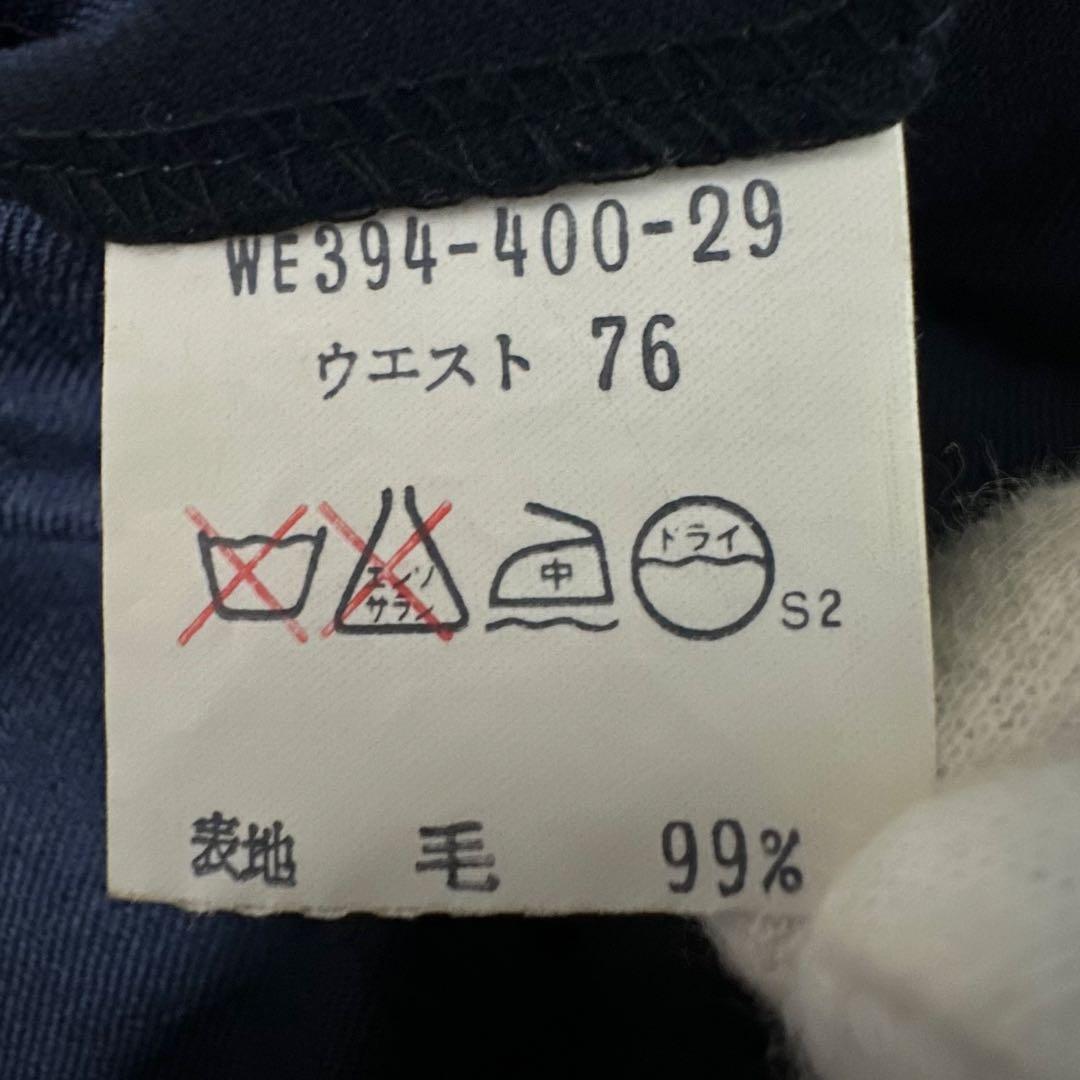 WE394-400-29
ウエスト 76
エンソ
サラシ
中
ドライ
S2
表地 毛 99%